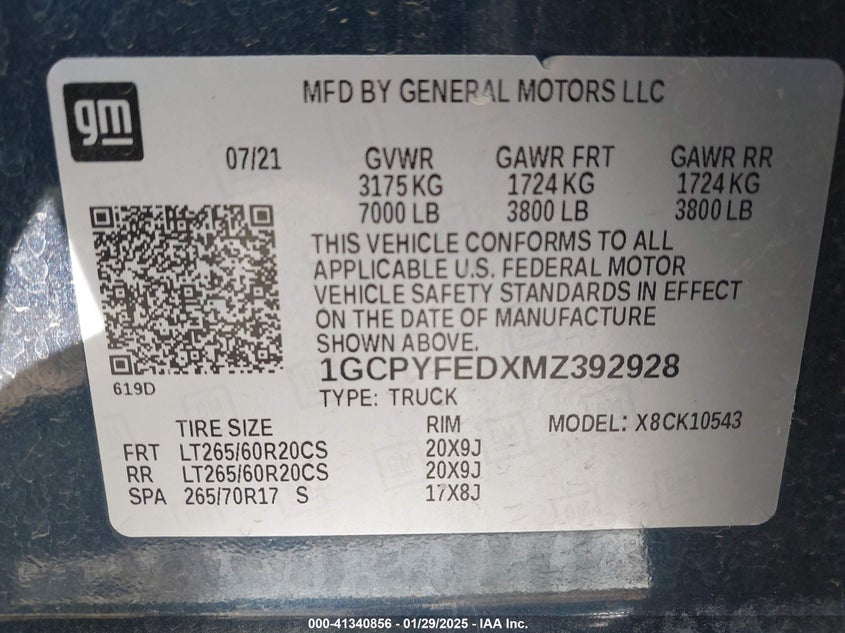 gm
MFD BY GENERAL MOTORS LLC
07/21 GVWR GAWR FRT GAWR RR
3175 KG 1724 KG 1724 KG
7000 LB 3800 LB 3800 LB
THIS VEHICLE CONFORMS TO ALL
APPLICABLE U.S. FEDERAL MOTOR
VEHICLE SAFETY STANDARDS IN EFFECT
ON THE DATE OF MANUFACTURE
SHOWN ABOVE.
619D
1GCPYFEDXMZ392928
TYPE: TRUCK
TIRE SIZE RIM MODEL: X8CK10543
FRT LT265/60R20CS 20X9J
RR LT265/60R20CS 20X9J
SPA 265/70R17 S 17X8J
000-41340856 - 01/29/2025 - IAA Inc.